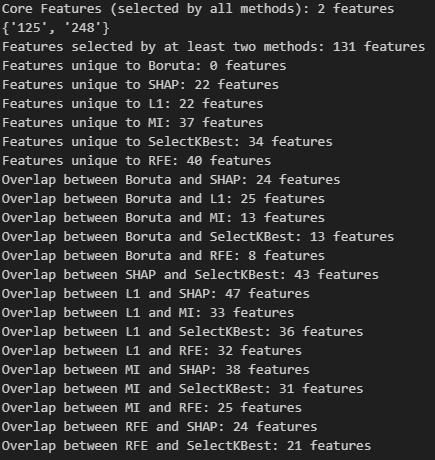 Core Features (selected by all methods): 2 features
{'125', '248'}
Features selected by at least two methods: 131 features
Features unique to Boruta: 0 features
Features unique to SHAP: 22 features
Features unique to L1: 22 features
Features unique to MI: 37 features
Features unique to SelectKBest: 34 features
Features unique to RFE: 40 features
Overlap between Boruta and SHAP: 24 features
Overlap between Boruta and L1: 25 features
Overlap between Boruta and MI: 13 features
Overlap between Boruta and SelectKBest: 13 features
Overlap between Boruta and RFE: 8 features
Overlap between SHAP and SelectKBest: 43 features
Overlap between L1 and SHAP: 47 features
Overlap between L1 and MI: 33 features
Overlap between L1 and SelectKBest: 36 features
Overlap between L1 and RFE: 32 features
Overlap between MI and SHAP: 38 features
Overlap between MI and SelectKBest: 31 features
Overlap between MI and RFE: 25 features
Overlap between RFE and SHAP: 24 features
Overlap between RFE and SelectKBest: 21 features